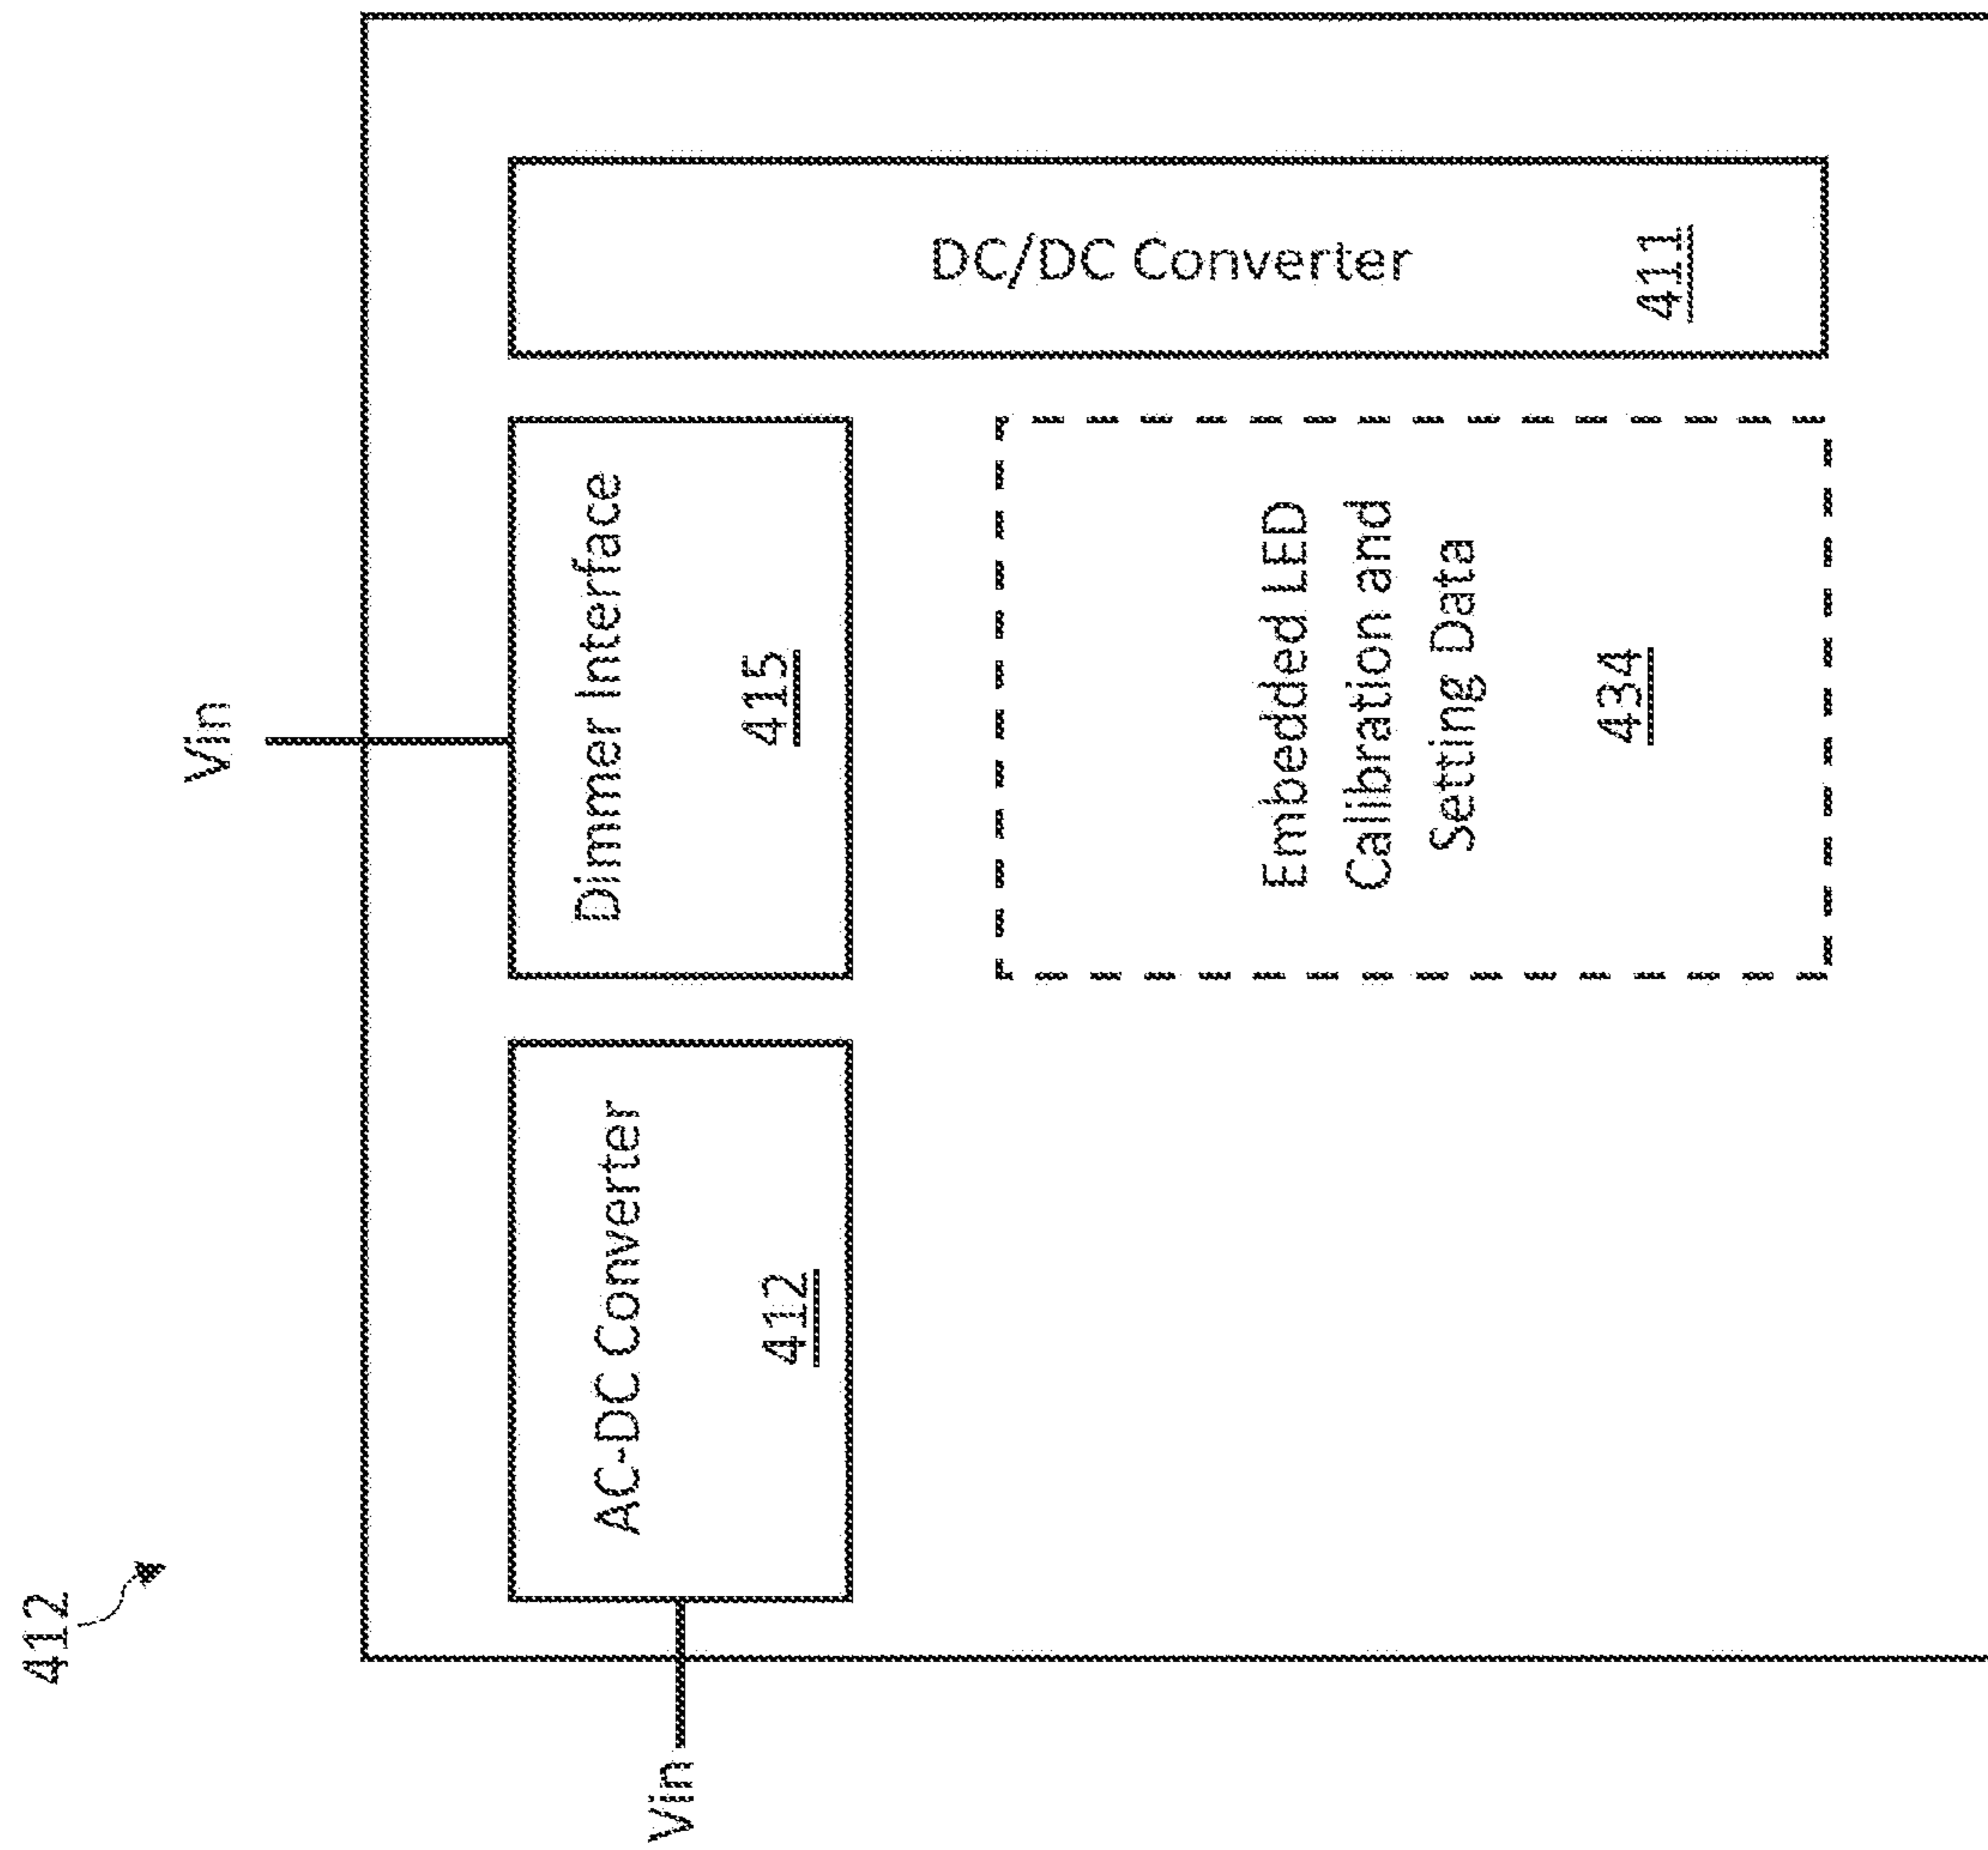 412
Vin
Vin
AC-DC Converter
412
Dimmer Interface
415
Embedded LED
Calibration and
Setting Data
434
DC/DC Converter
411